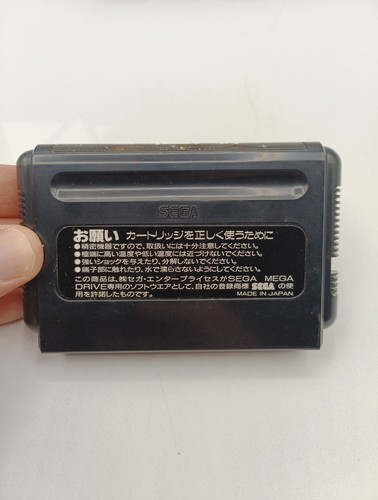 SEGA
お願い カートリッジを正しく使うために
●精密機器ですので、取扱いには十分注意してください。
●極端に高い温度や低い温度には近づけないでください。
●強いショックを与えたり、分解しないでください。
●端子部に触れたり、水で濡らさないようにしてください。
この商品は、㈱セガ・エンタープライゼスがSEGA MEGA
DRIVE専用のソフトウエアとして、自社の登録商標 SEGA の使
用を許諾したものです。
MADE IN JAPAN